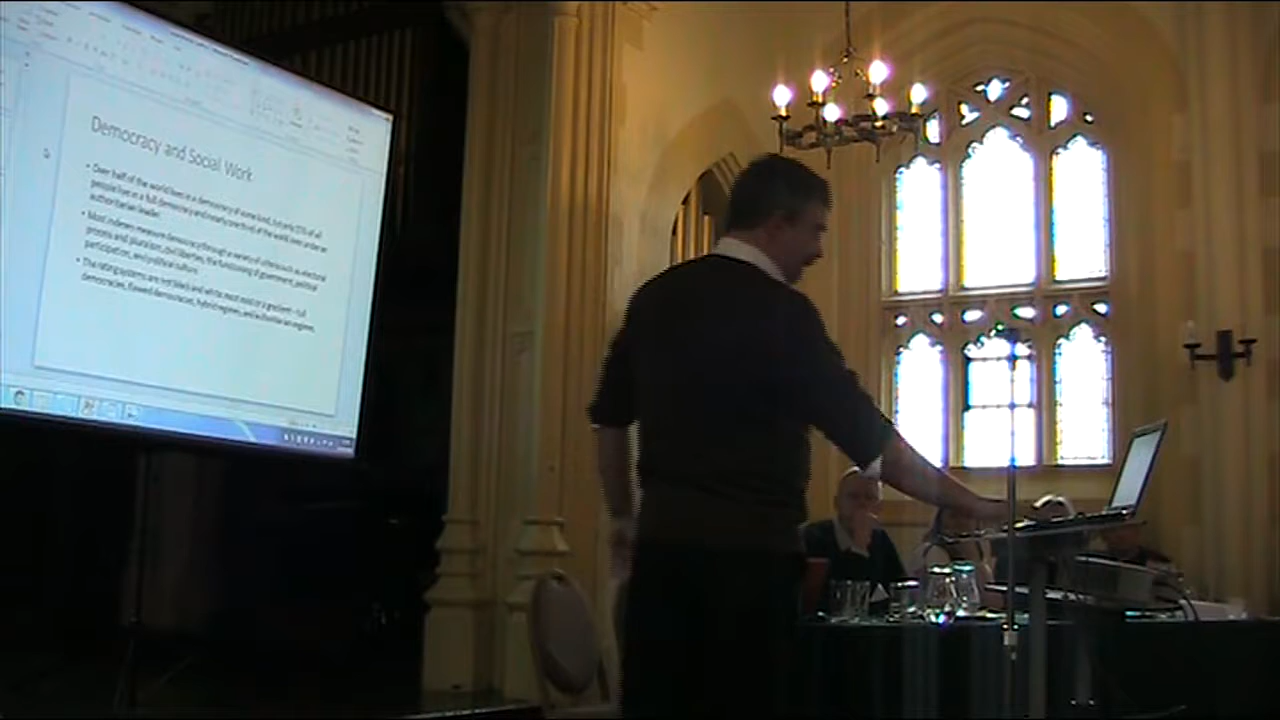 Democracy and Social Work
• Over half of the world lives in a democracy of some kind, but only 11% of all
people live in a full democracy and nearly one third of the world lives under an
authoritarian leader.
• Most indexes measure democracy through a variety of criteria such as electoral
process and pluralism, civil liberties, the functioning of government, political
participation, and political culture.
• The rating systems are not black and white, most exist on a gradient – full
democracies, flawed democracies, hybrid regimes, and authoritarian regimes.